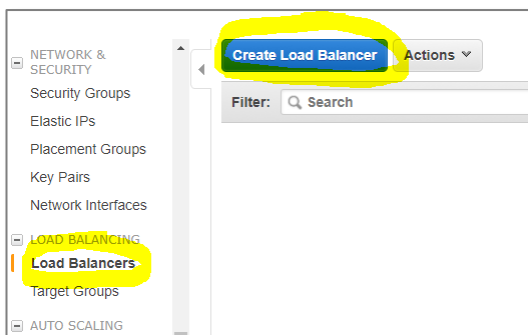 NETWORK &
SECURITY
Security Groups
Elastic IPs
Placement Groups
Key Pairs
Network Interfaces
LOAD BALANCING
Load Balancers
Target Groups
AUTO SCALING
Create Load Balancer
Actions
Filter:
Search